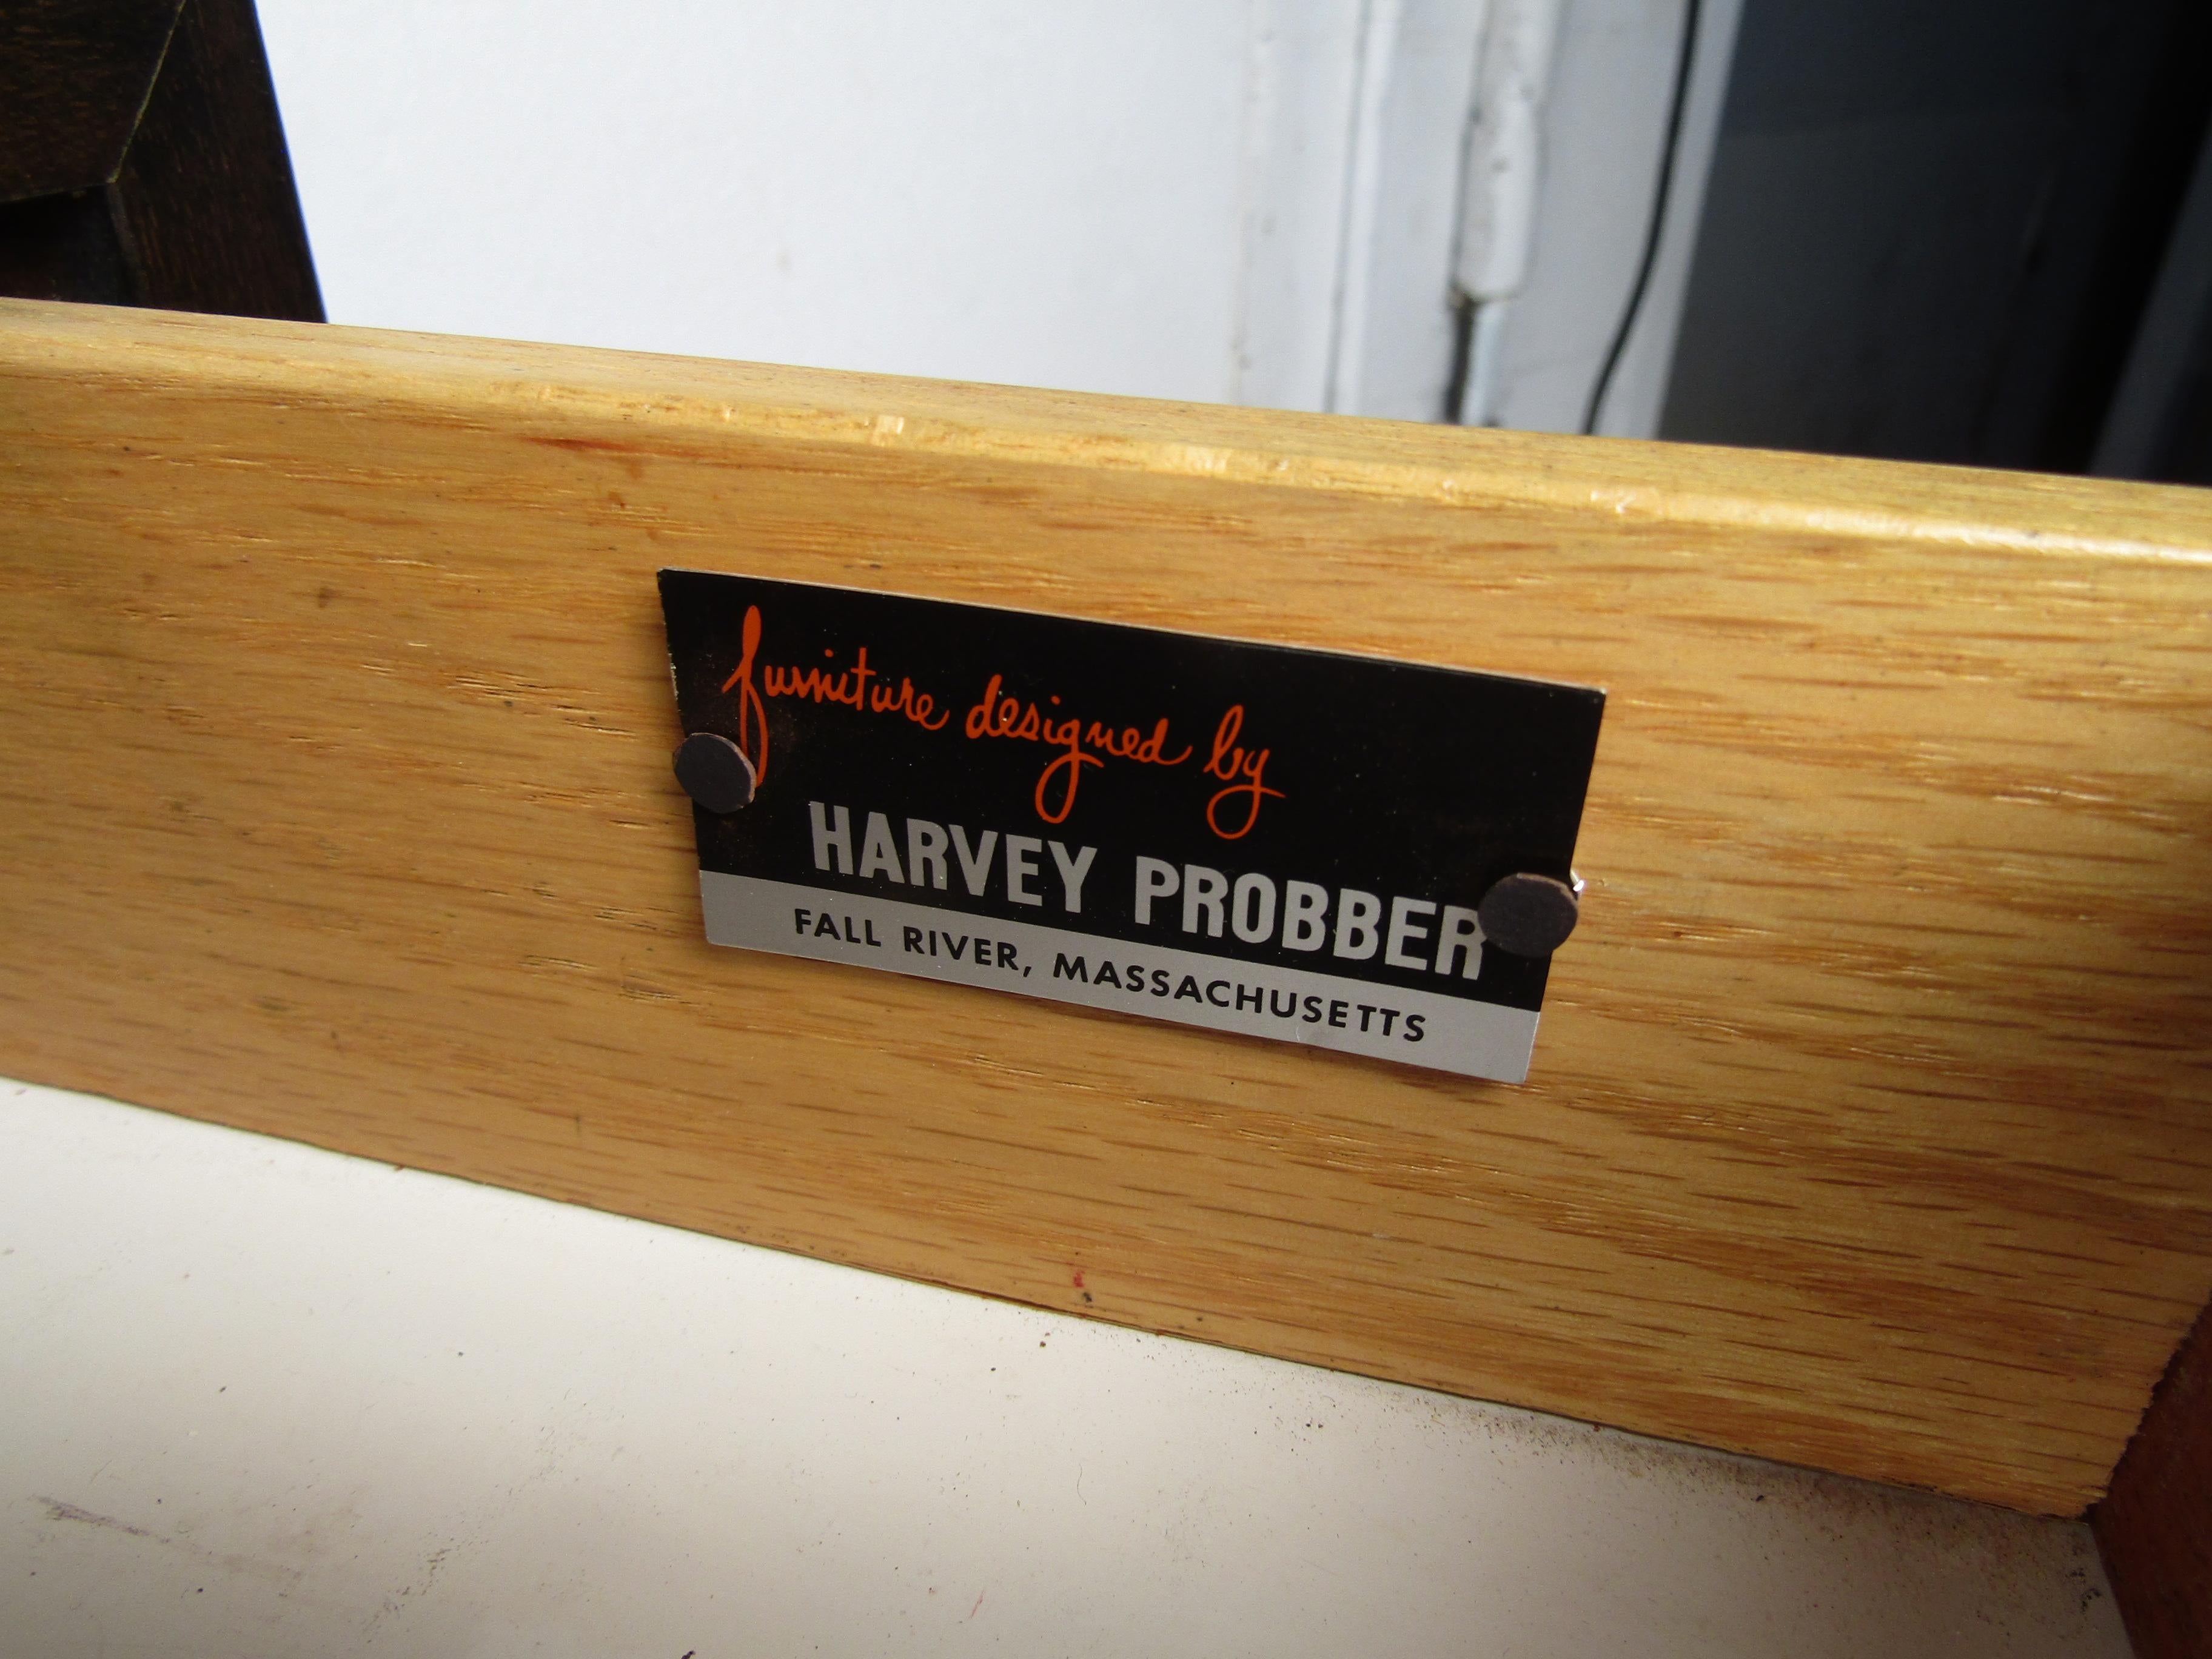 furniture designed by
HARVEY PROBBER
FALL RIVER, MASSACHUSETTS